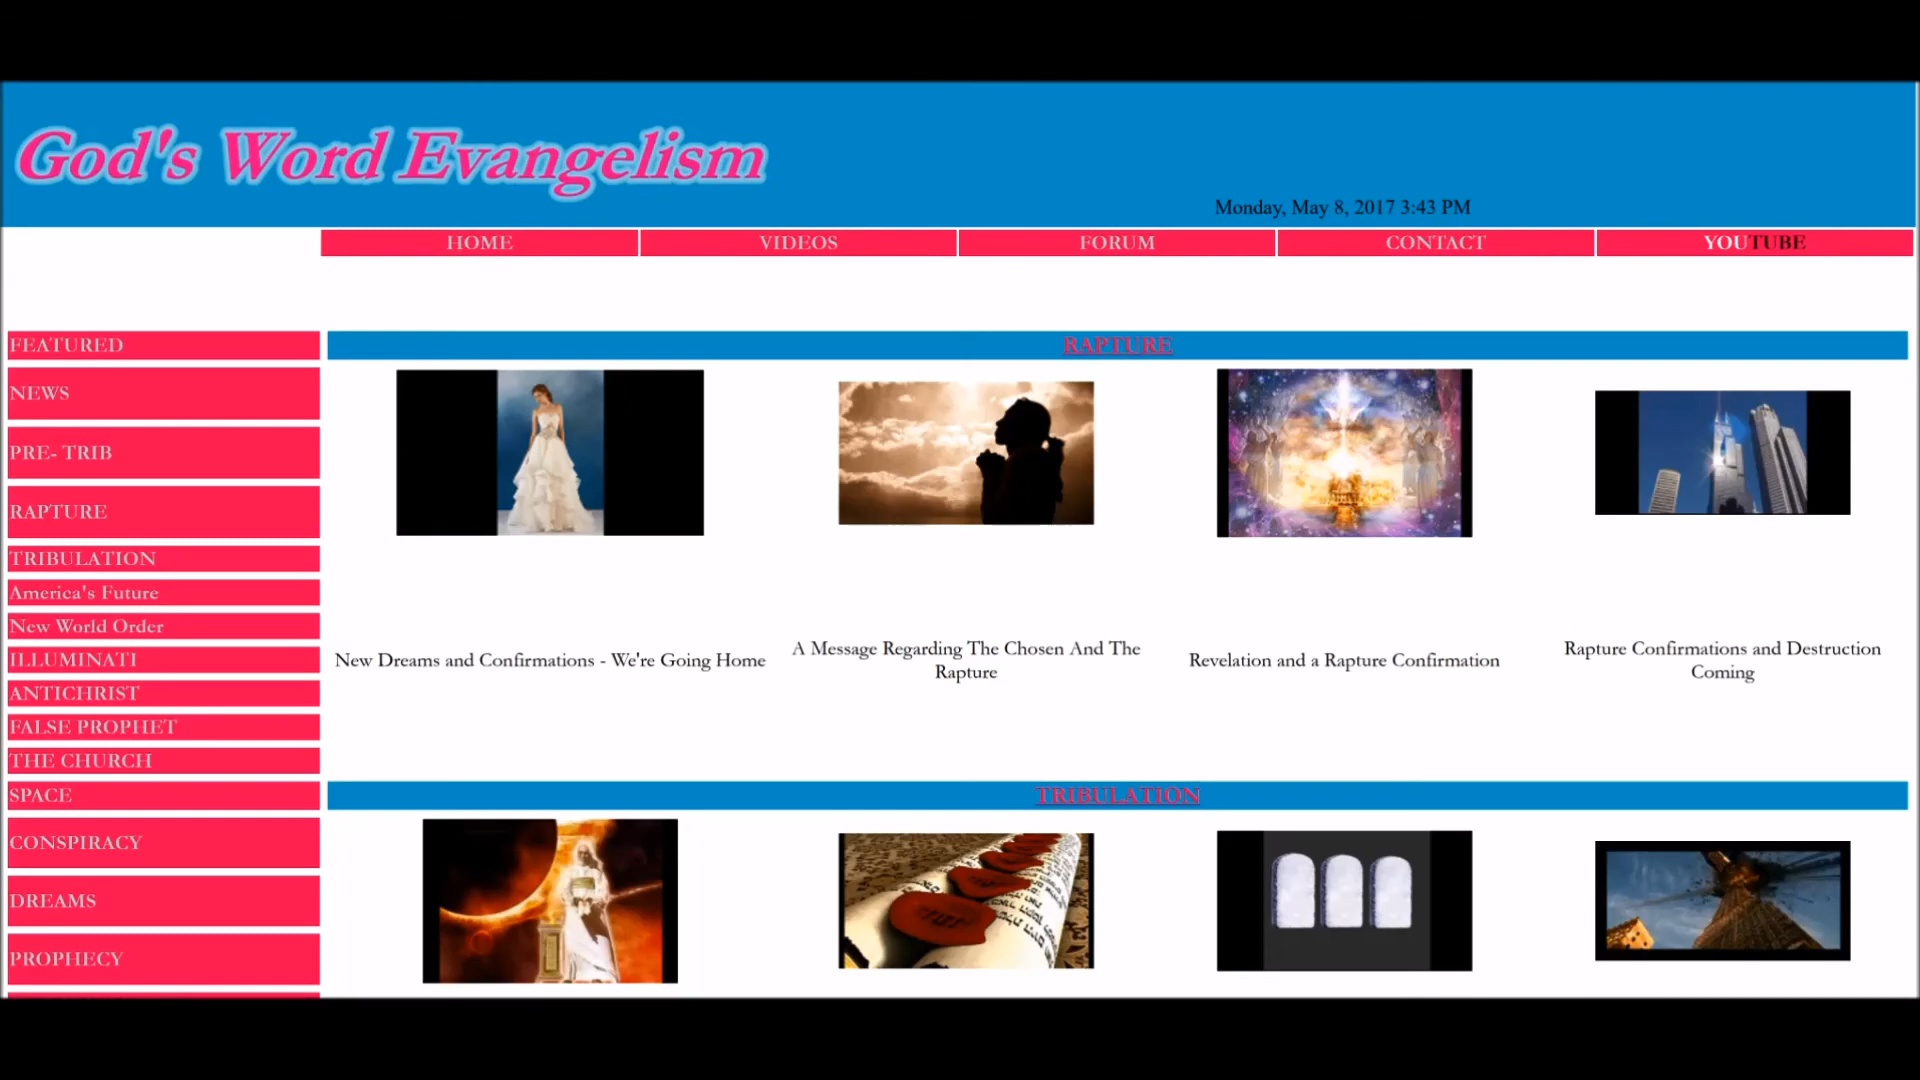 God's Word Evangelism
Monday, May 8, 2017 3:43 PM
HOME VIDEOS FORUM CONTACT YOUTUBE
FEATURED
NEWS
PRE- TRIB
RAPTURE
TRIBULATION
America's Future
New World Order
ILLUMINATI
ANTICHRIST
FALSE PROPHET
THE CHURCH
SPACE
CONSPIRACY
DREAMS
PROPHECY
RAPTURE
New Dreams and Confirmations - We're Going Home
A Message Regarding The Chosen And The
Rapture
Revelation and a Rapture Confirmation
Rapture Confirmations and Destruction
Coming
TRIBULATION